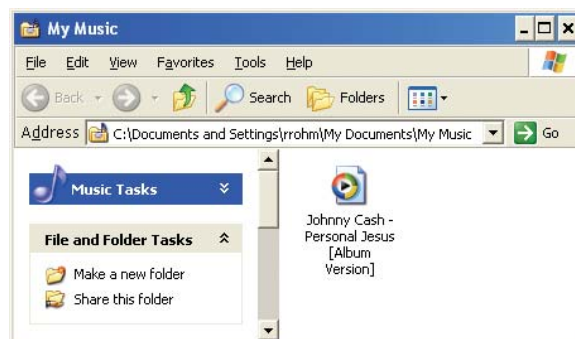 My Music
File Edit View Favorites Tools Help
Back Search Folders
Address C:\Documents and Settings\rrohm\My Documents\My Music Go
Music Tasks
File and Folder Tasks
Make a new folder
Share this folder
Johnny Cash -
Personal Jesus
[Album
Version]